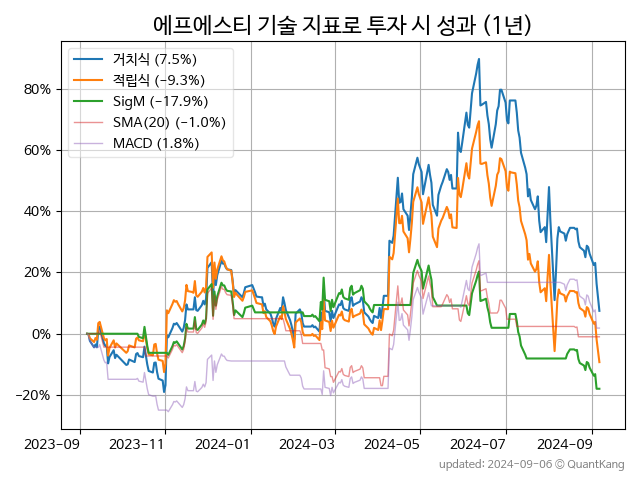 에프에스티 기술 지표로 투자 시 성과 (1년)
거치식 (7.5%)
적립식 (−9.3%)
SigM (−17.9%)
SMA(20) (−1.0%)
MACD (1.8%)
80%
60%
40%
20%
0%
−20%
2023-09
2023-11
2024-01
2024-03
2024-05
2024-07
2024-09
updated: 2024-09-06 © QuantKang